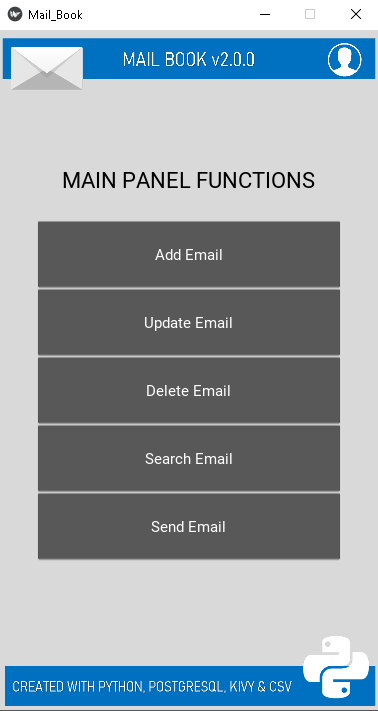 Mail_Book
MAIL BOOK v2.0.0
MAIN PANEL FUNCTIONS
Add Email
Update Email
Delete Email
Search Email
Send Email
CREATED WITH PYTHON, POSTGRESQL, KIVY & CSV